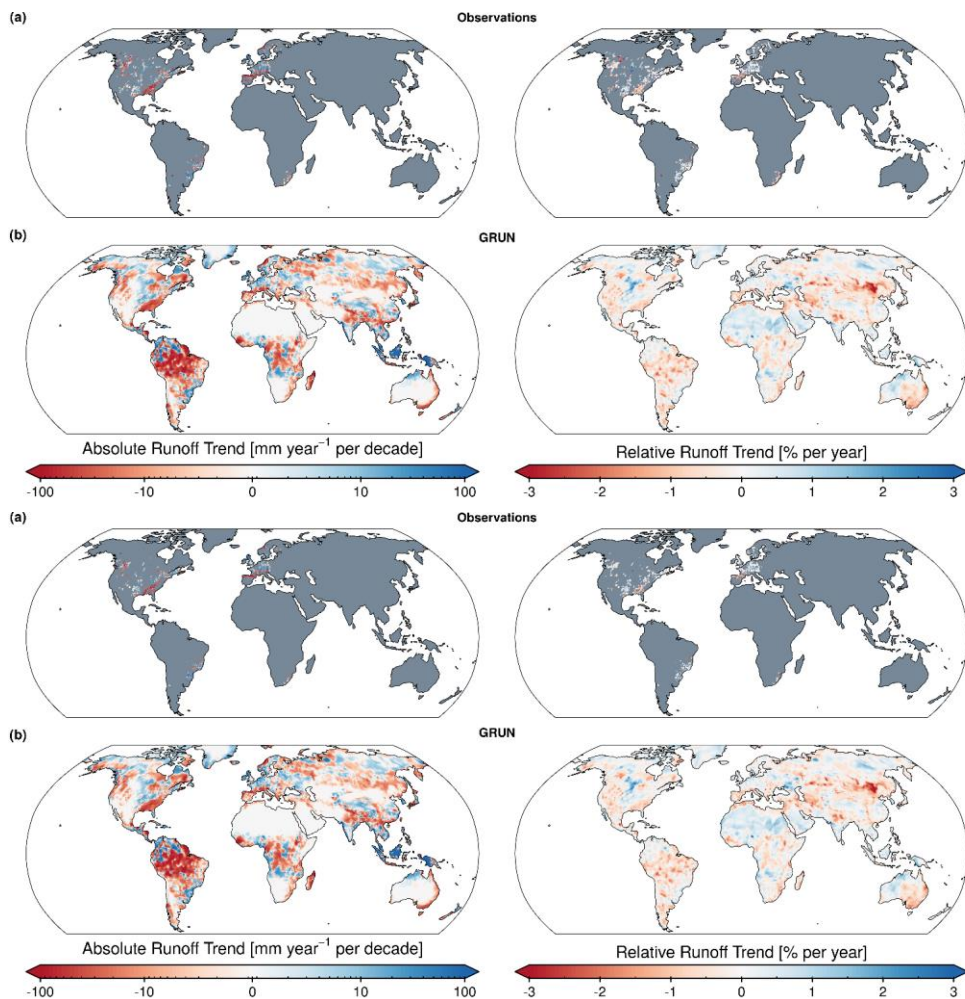 (a)
Observations
(b)
GRUN
Absolute Runoff Trend [mm year⁻¹ per decade]
Relative Runoff Trend [% per year]
-100 -10 0 10 100
-3 -2 -1 0 1 2 3
(a)
Observations
(b)
GRUN
Absolute Runoff Trend [mm year⁻¹ per decade]
Relative Runoff Trend [% per year]
-100 -10 0 10 100
-3 -2 -1 0 1 2 3